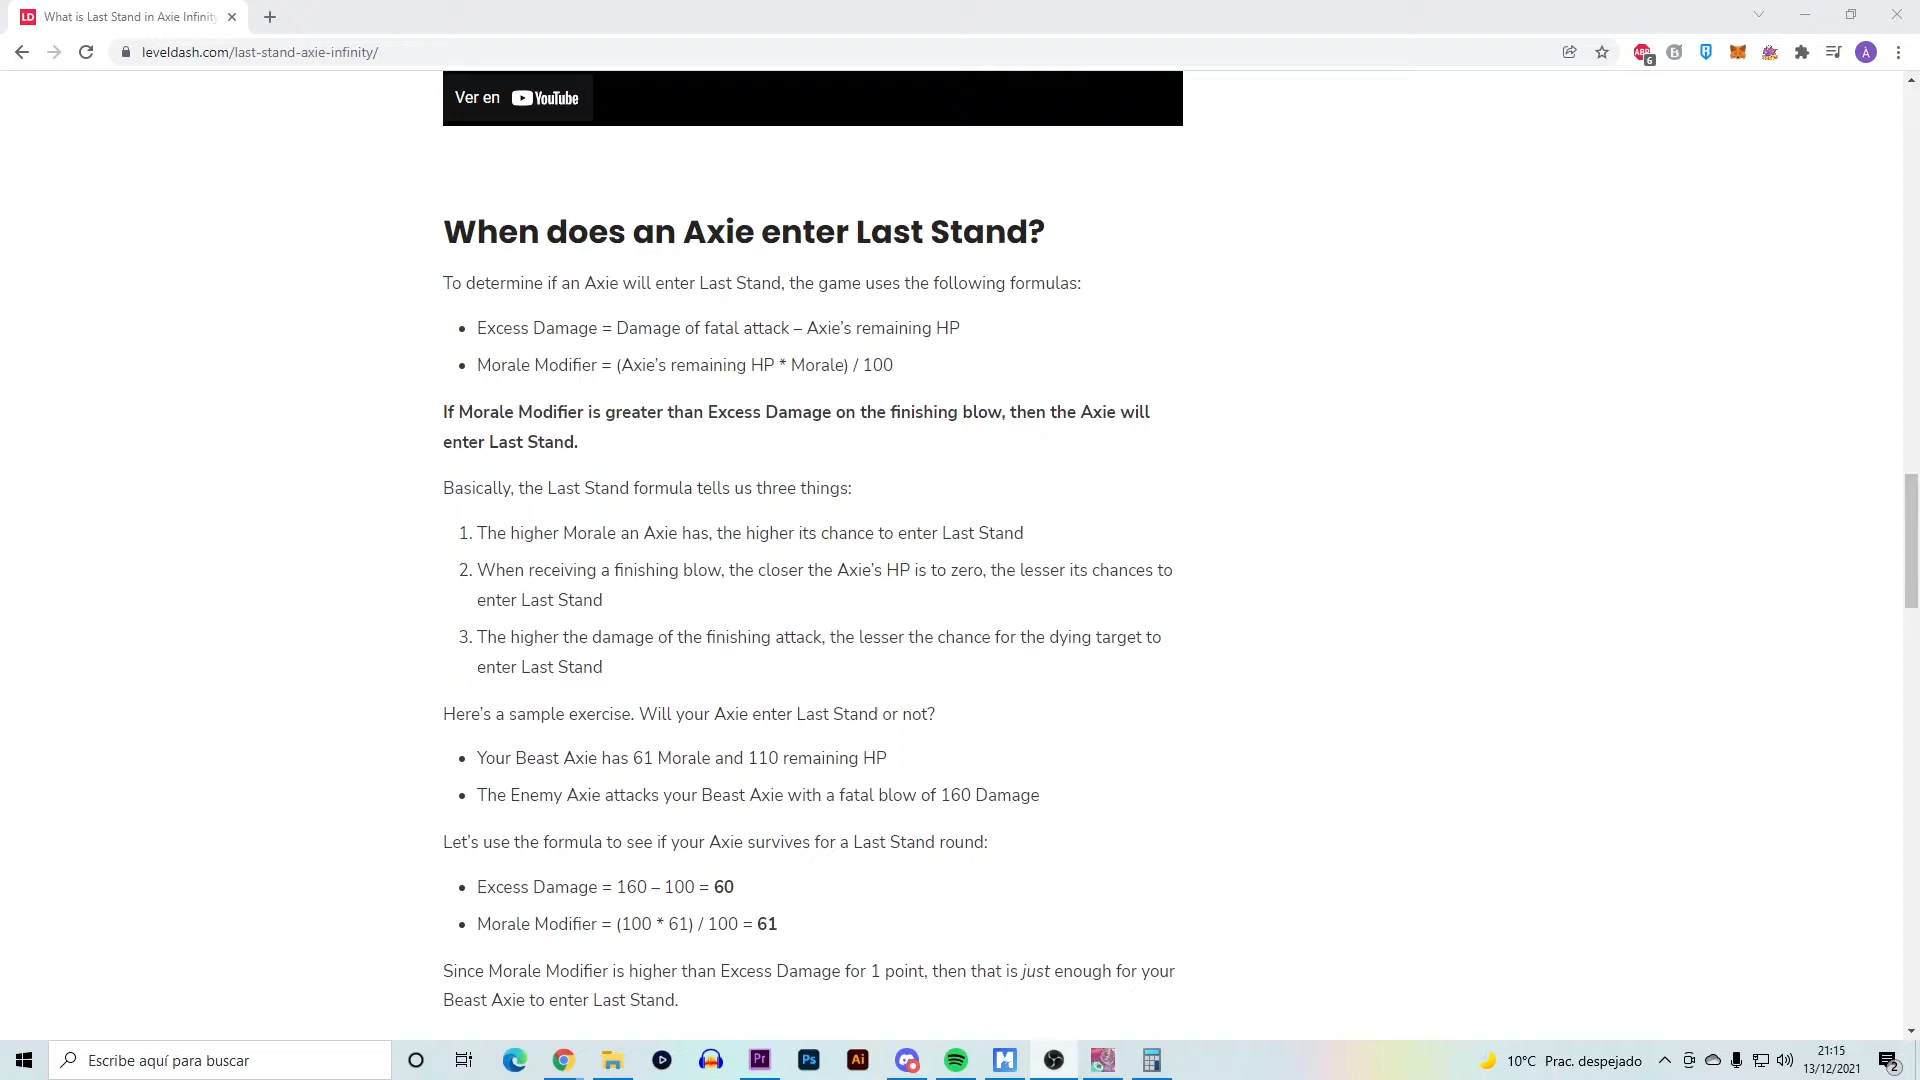 What is Last Stand in Axie Infinity
leveldash.com/last-stand-axie-infinity/
Ver en YouTube
When does an Axie enter Last Stand?
To determine if an Axie will enter Last Stand, the game uses the following formulas:
• Excess Damage = Damage of fatal attack – Axie’s remaining HP
• Morale Modifier = (Axie’s remaining HP * Morale) / 100
If Morale Modifier is greater than Excess Damage on the finishing blow, then the Axie will
enter Last Stand.
Basically, the Last Stand formula tells us three things:
1. The higher Morale an Axie has, the higher its chance to enter Last Stand
2. When receiving a finishing blow, the closer the Axie’s HP is to zero, the lesser its chances to
enter Last Stand
3. The higher the damage of the finishing attack, the lesser the chance for the dying target to
enter Last Stand
Here’s a sample exercise. Will your Axie enter Last Stand or not?
• Your Beast Axie has 61 Morale and 110 remaining HP
• The Enemy Axie attacks your Beast Axie with a fatal blow of 160 Damage
Let’s use the formula to see if your Axie survives for a Last Stand round:
• Excess Damage = 160 – 100 = 60
• Morale Modifier = (100 * 61) / 100 = 61
Since Morale Modifier is higher than Excess Damage for 1 point, then that is just enough for your
Beast Axie to enter Last Stand.
LD
ABP
6
À
Escribe aquí para buscar
Pr
Ps
Ai
10°C Prac. despejado
21:15
13/12/2021
2